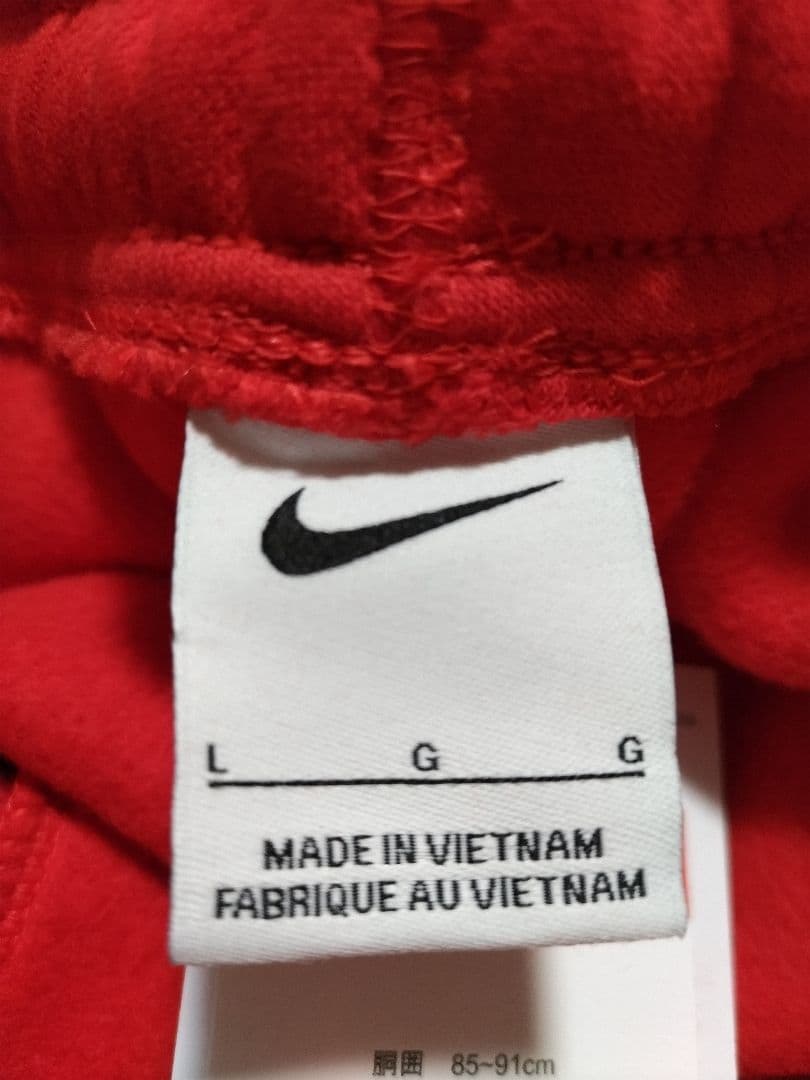 L G G
MADE IN VIETNAM
FABRIQUE AU VIETNAM
胴囲 85~91cm